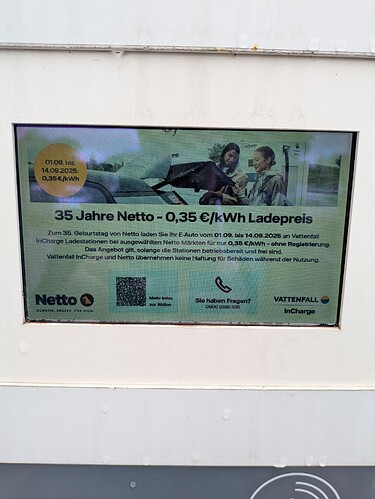 01.09. bis
14.09.2025:
0,35 €/kWh
35 Jahre Netto - 0,35 €/kWh Ladepreis
Zum 35. Geburtstag von Netto laden Sie Ihr E-Auto vom 01.09. bis 14.09.2025 an Vattenfall
InCharge Ladestationen bei ausgewählten Netto Märkten für nur 0,35 €/kWh - ohne Registrierung.
Das Angebot gilt, solange die Stationen betriebsbereit und frei sind.
Vattenfall InCharge und Netto übernehmen keine Haftung für Schäden während der Nutzung.
Netto
Mehr Infos
zur Aktion
Sie haben Fragen?
VATTENFALL
InCharge